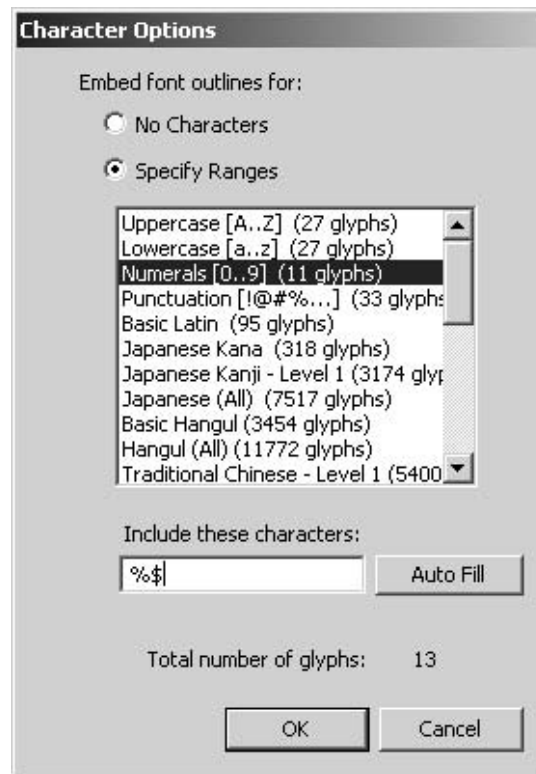 Character Options
Embed font outlines for:
No Characters
Specify Ranges
Uppercase [A..Z] (27 glyphs)
Lowercase [a..z] (27 glyphs)
Numerals [0..9] (11 glyphs)
Punctuation [!@#%...] (33 glyphs
Basic Latin (95 glyphs)
Japanese Kana (318 glyphs)
Japanese Kanji - Level 1 (3174 glyp
Japanese (All) (7517 glyphs)
Basic Hangul (3454 glyphs)
Hangul (All) (11772 glyphs)
Traditional Chinese - Level 1 (5400
Include these characters:
%$
Auto Fill
Total number of glyphs: 13
OK Cancel